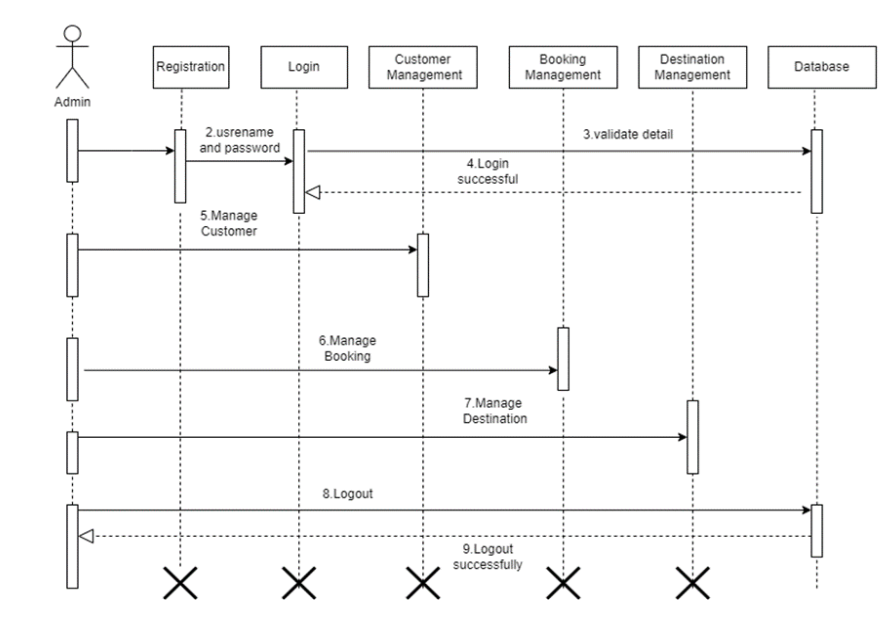 Registration
Login
Customer
Management
Booking
Management
Destination
Management
Database
Admin
2.usrename
and password
3.validate detail
4.Login
successful
5.Manage
Customer
6.Manage
Booking
7.Manage
Destination
8.Logout
9.Logout
successfully